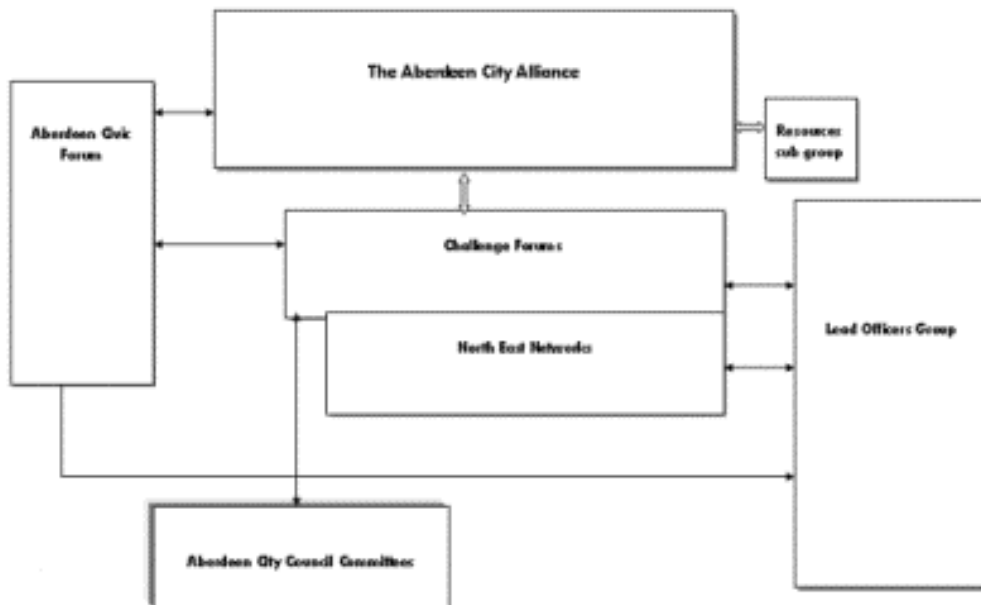 The Aberdeen City Alliance
Aberdeen Civic
Forum
Resources
sub group
Challenge Forums
Lead Officers Group
North East Networks
Aberdeen City Council Committees